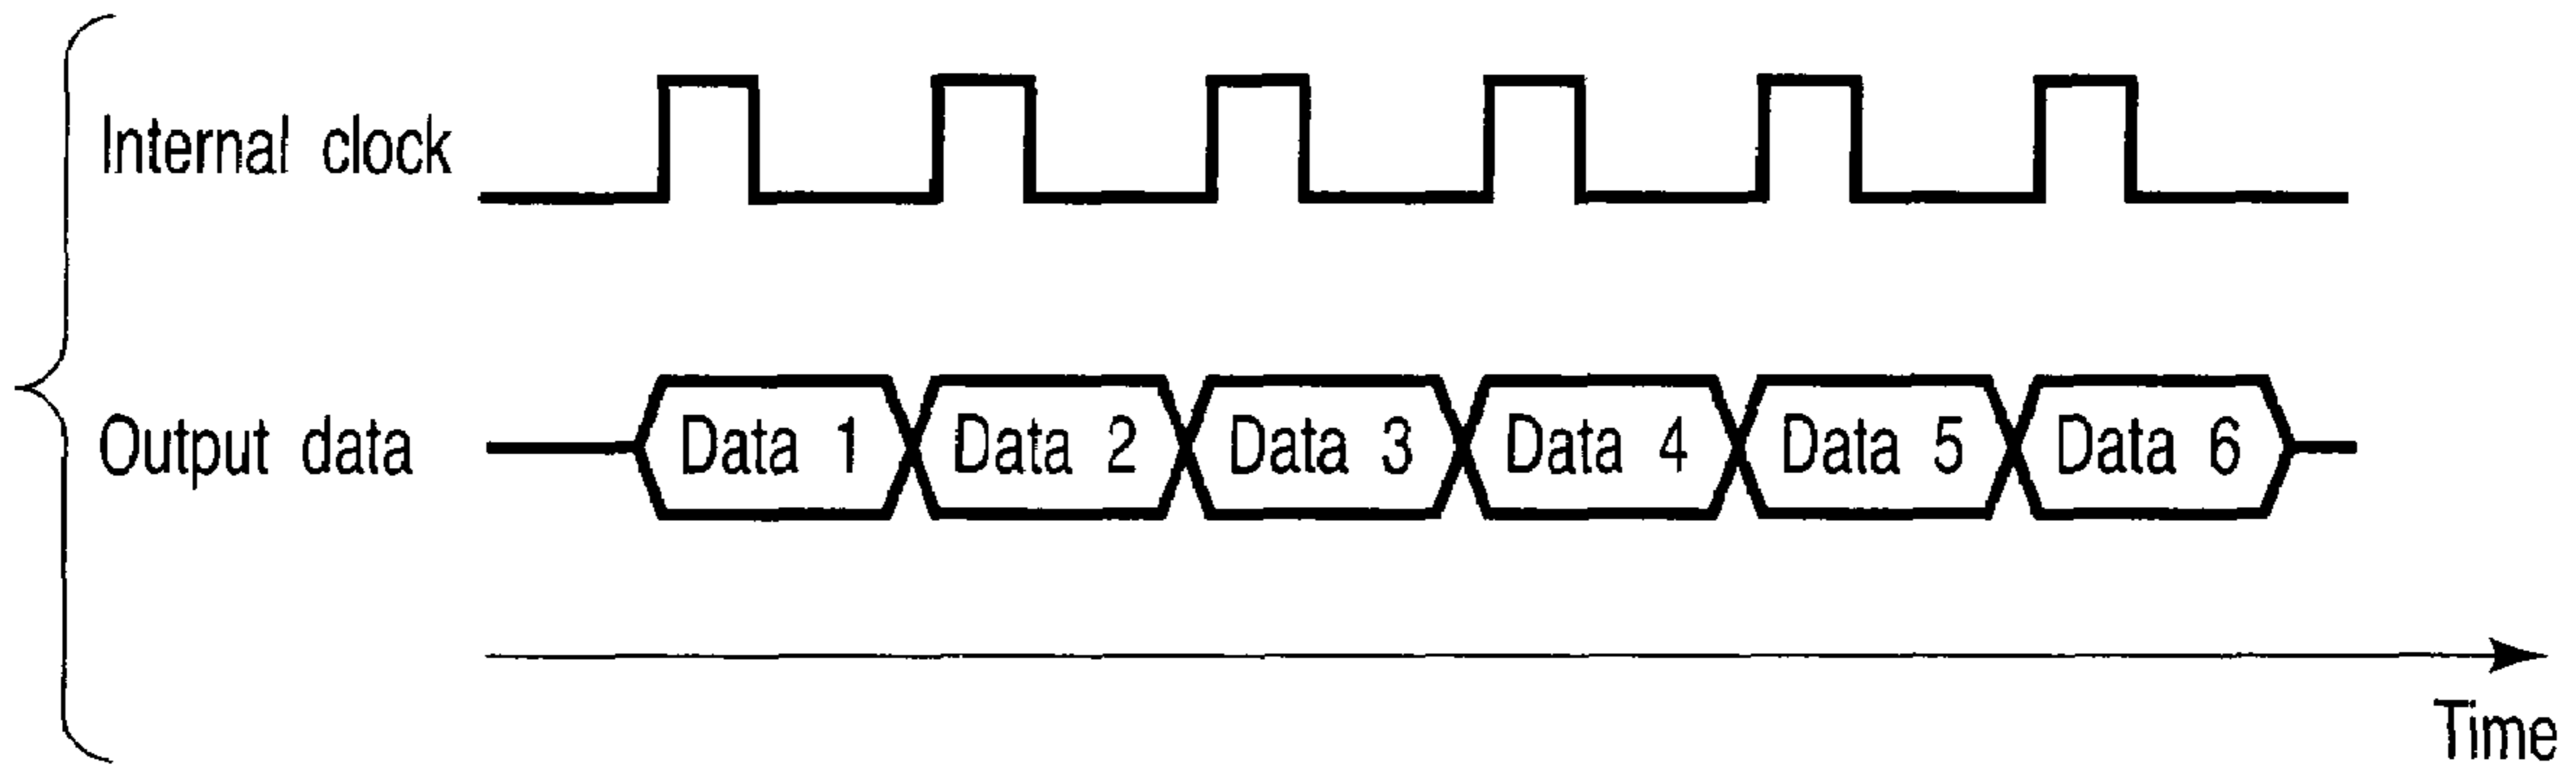 Internal clock
Output data
Data 1 Data 2 Data 3 Data 4 Data 5 Data 6
Time